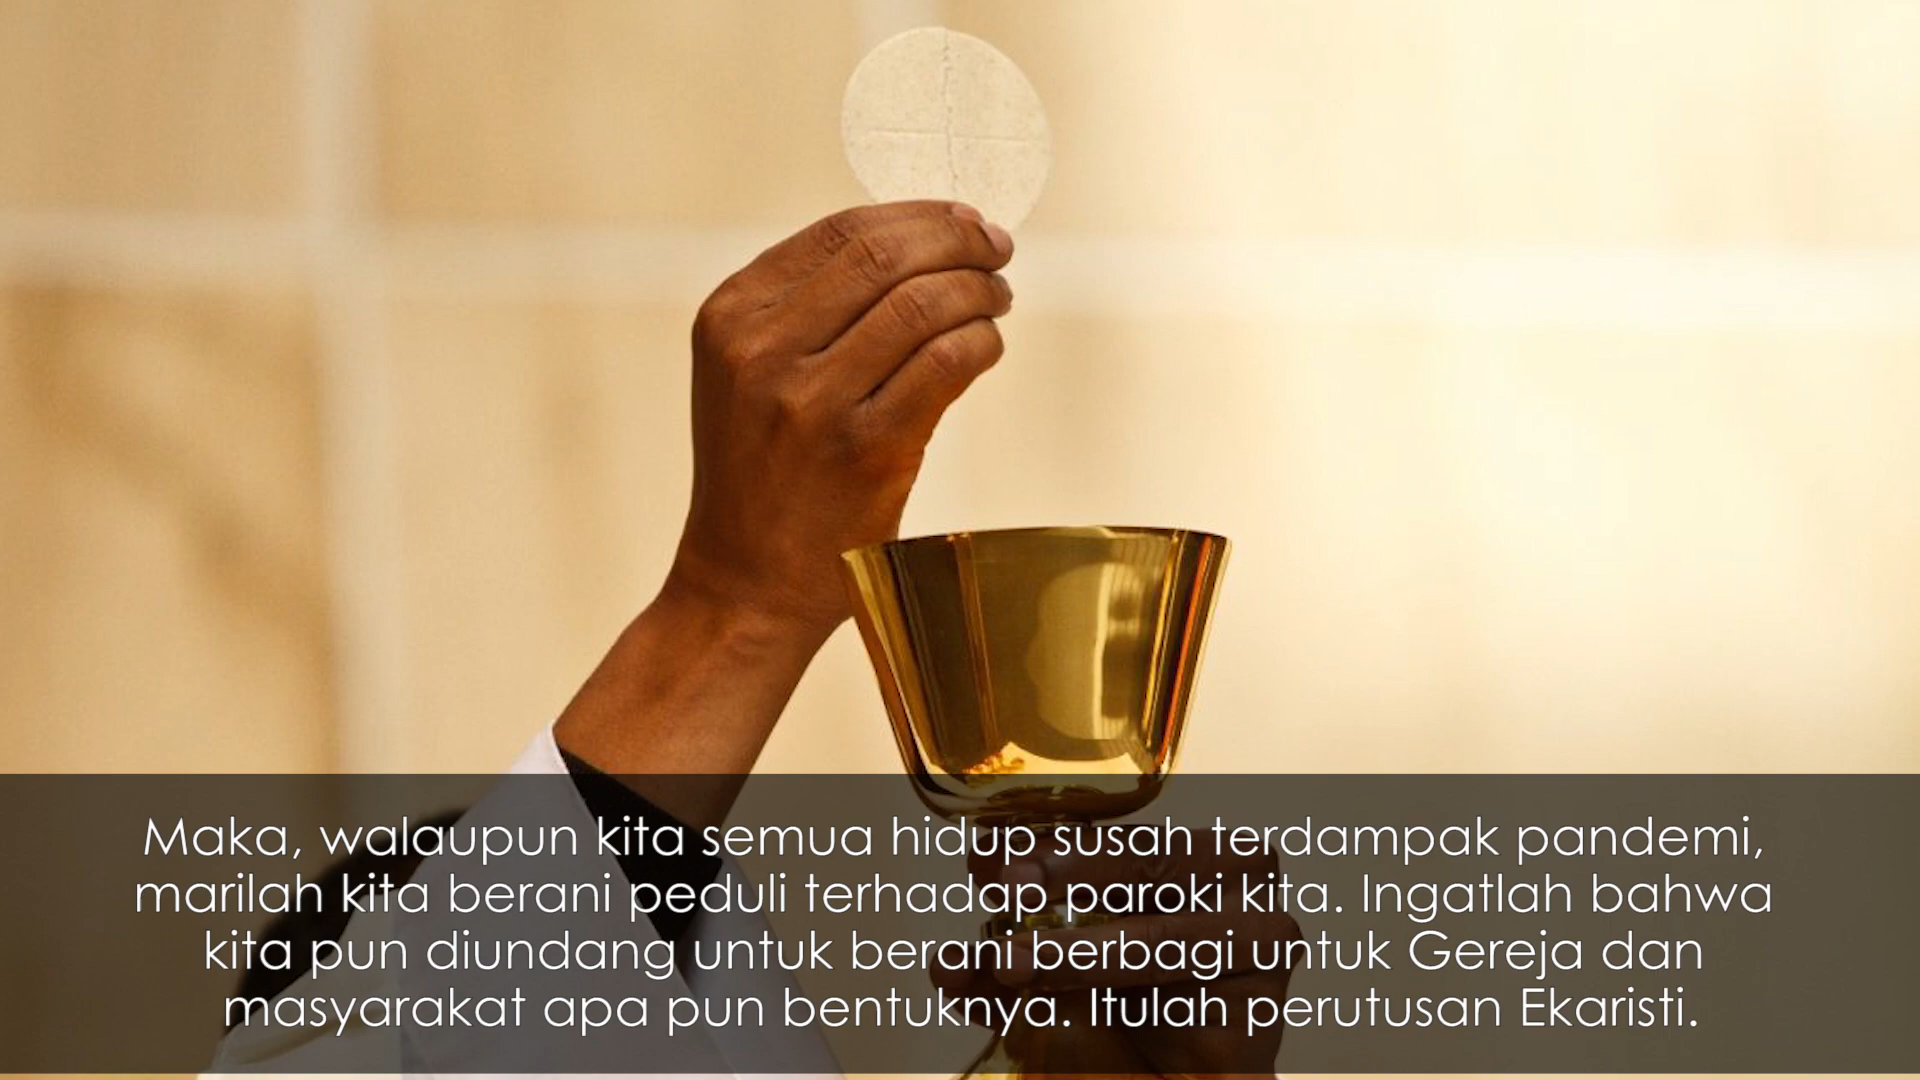 Maka, walaupun kita semua hidup susah terdampak pandemi,
marilah kita berani peduli terhadap paroki kita. Ingatlah bahwa
kita pun diundang untuk berani berbagi untuk Gereja dan
masyarakat apa pun bentuknya. Itulah perutusan Ekaristi.